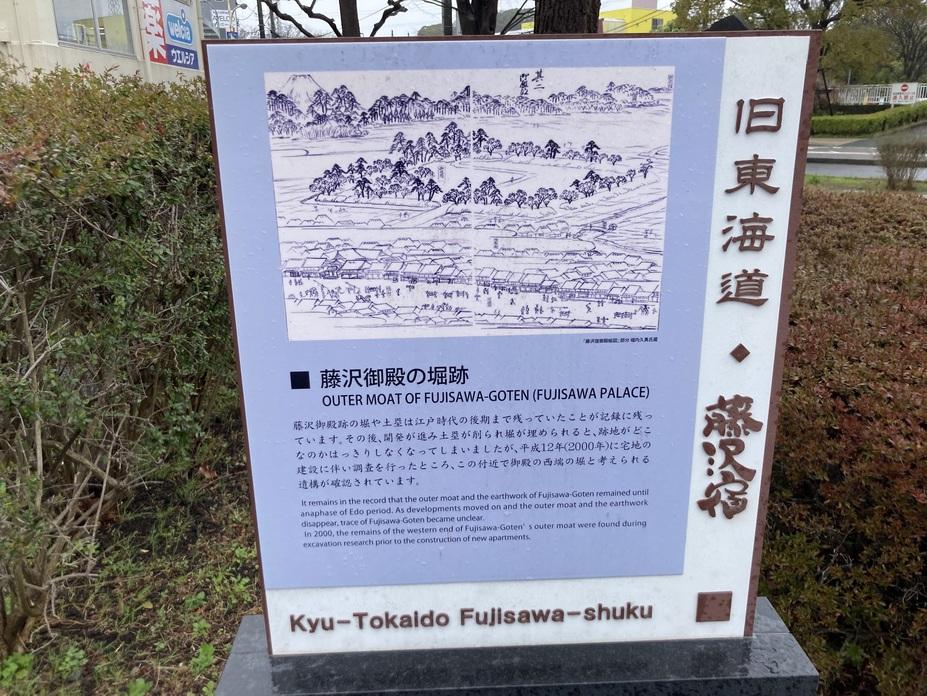 薬
welcia
ウエルシア
其二
旧東海道◆藤沢宿
■ 藤沢御殿の堀跡
OUTER MOAT OF FUJISAWA-GOTEN (FUJISAWA PALACE)
藤沢御殿跡の堀や土塁は江戸時代の後期まで残っていたことが記録に残っ
ています。その後、開発が進み土塁が削られ堀が埋められると、跡地がどこ
なのかはっきりしなくなってしまいましたが、平成12年(2000年)に宅地の
建設に伴い調査を行ったところ、この付近で御殿の西端の堀と考えられる
遺構が確認されています。
It remains in the record that the outer moat and the earthwork of Fujisawa-Goten remained until
anaphase of Edo period. As developments moved on and the outer moat and the earthwork
disappear, trace of Fujisawa-Goten became unclear.
In 2000, the remains of the western end of Fujisawa-Goten's outer moat were found during
excavation research prior to the construction of new apartments.
Kyu-Tokaido Fujisawa-shuku